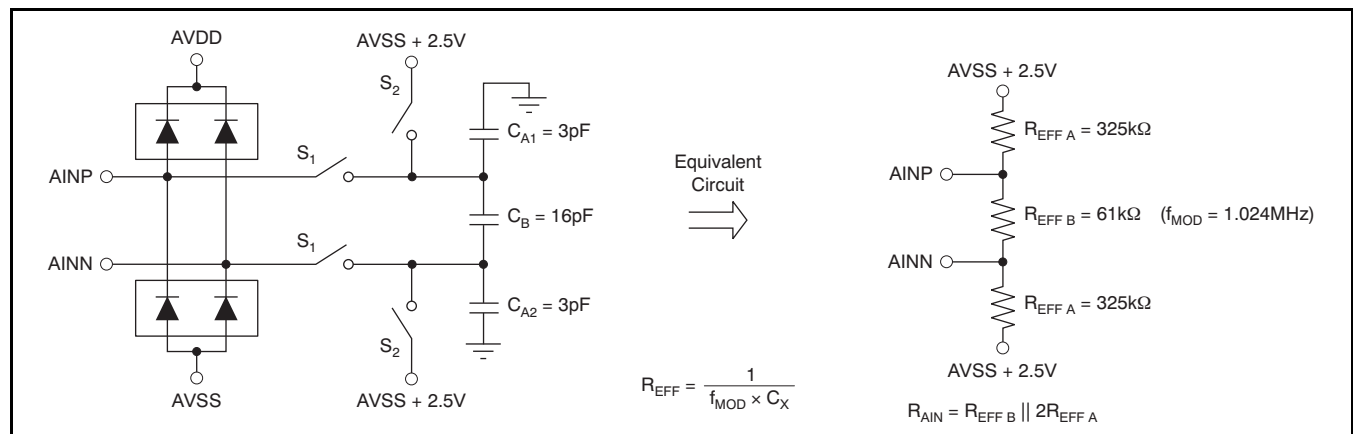 AVDD
AVSS + 2.5V
S2
CA1 = 3pF
S1
AINP
CB = 16pF
S1
AINN
CA2 = 3pF
S2
AVSS
AVSS + 2.5V
Equivalent
Circuit
REFF = 1 / fMOD × CX
AVSS + 2.5V
REFF A = 325kΩ
AINP
REFF B = 61kΩ (fMOD = 1.024MHz)
AINN
REFF A = 325kΩ
AVSS + 2.5V
RAIN = REFF B || 2REFF A